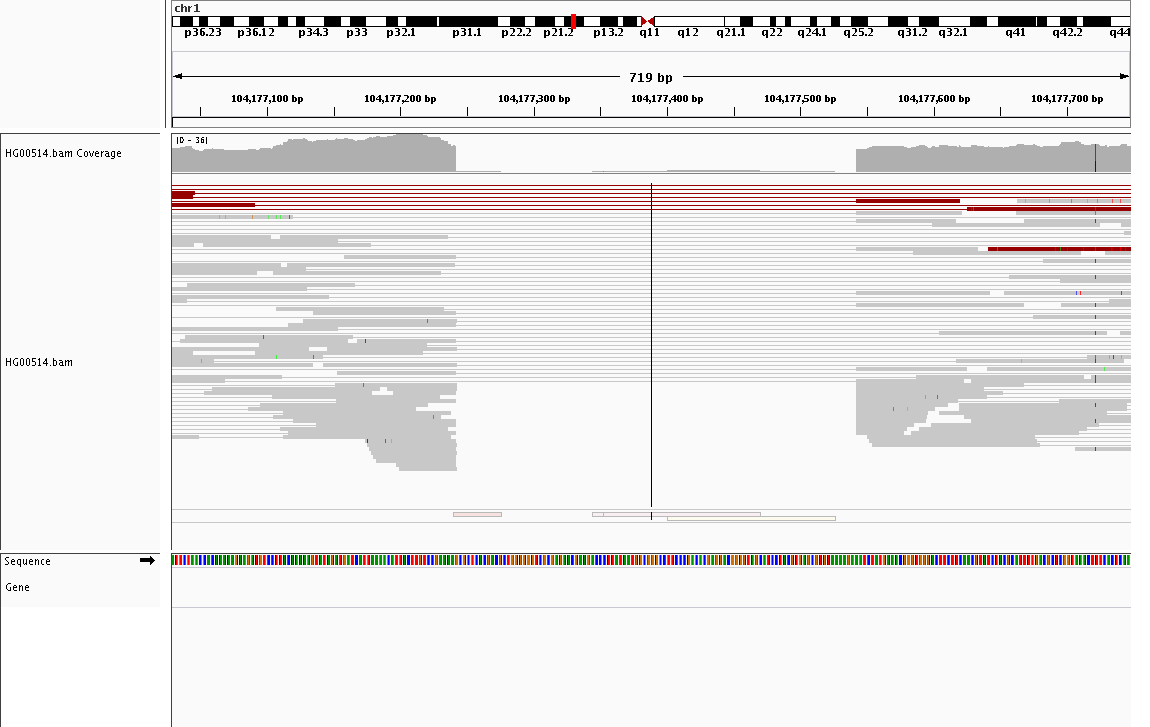 chr1
p36.23 p36.12 p34.3 p33 p32.1 p31.1 p22.2 p21.2 p13.2 q11 q12 q21.1 q22 q24.1 q25.2 q31.2 q32.1 q41 q42.2 q44
719 bp
104,177,100 bp 104,177,200 bp 104,177,300 bp 104,177,400 bp 104,177,500 bp 104,177,600 bp 104,177,700 bp
[0 - 36]
HG00514.bam Coverage
HG00514.bam
Sequence
Gene